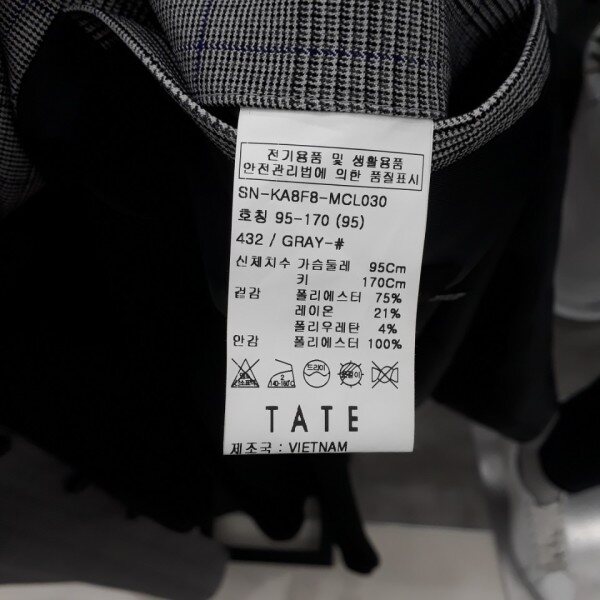 전기용품 및 생활용품
안전관리법에 의한 품질표시
SN-KA8F8-MCL030
호칭 95-170 (95)
432 / GRAY-#
신체치수 가슴둘레 95Cm
키 170Cm
겉감 폴리에스터 75%
레이온 21%
폴리우레탄 4%
안감 폴리에스터 100%
드라이
TATE
제조국 : VIETNAM